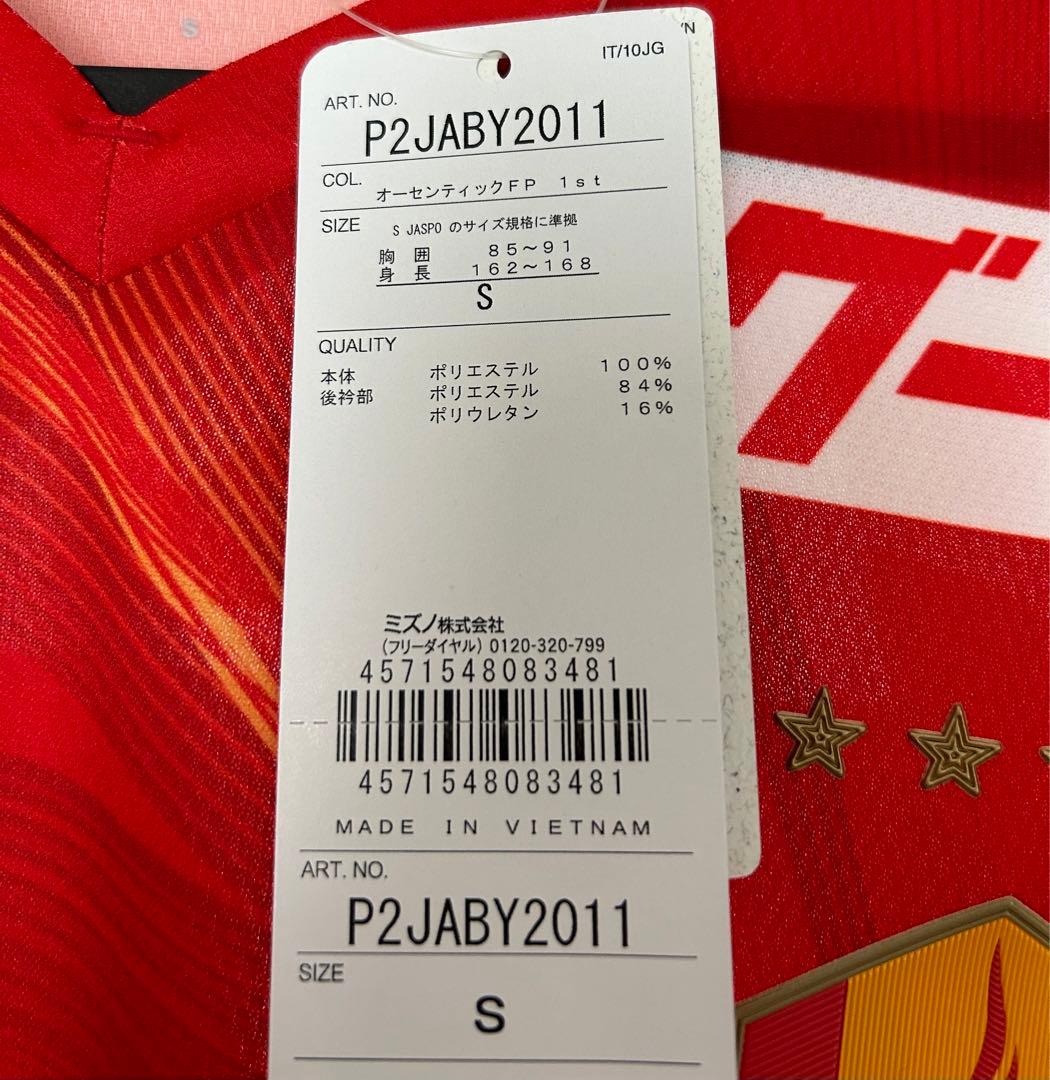 S
N
IT/10JG
ART. NO.
P2JABY2011
COL.
オーセンティックFP 1st
SIZE
S JASPO のサイズ規格に準拠
胸囲 85～91
身長 162～168
S
QUALITY
本体 ポリエステル 100%
後衿部 ポリエステル 84%
ポリウレタン 16%
ミズノ株式会社
(フリーダイヤル) 0120-320-799
4571548083481
4571548083481
MADE IN VIETNAM
ART. NO.
P2JABY2011
SIZE
S
グー